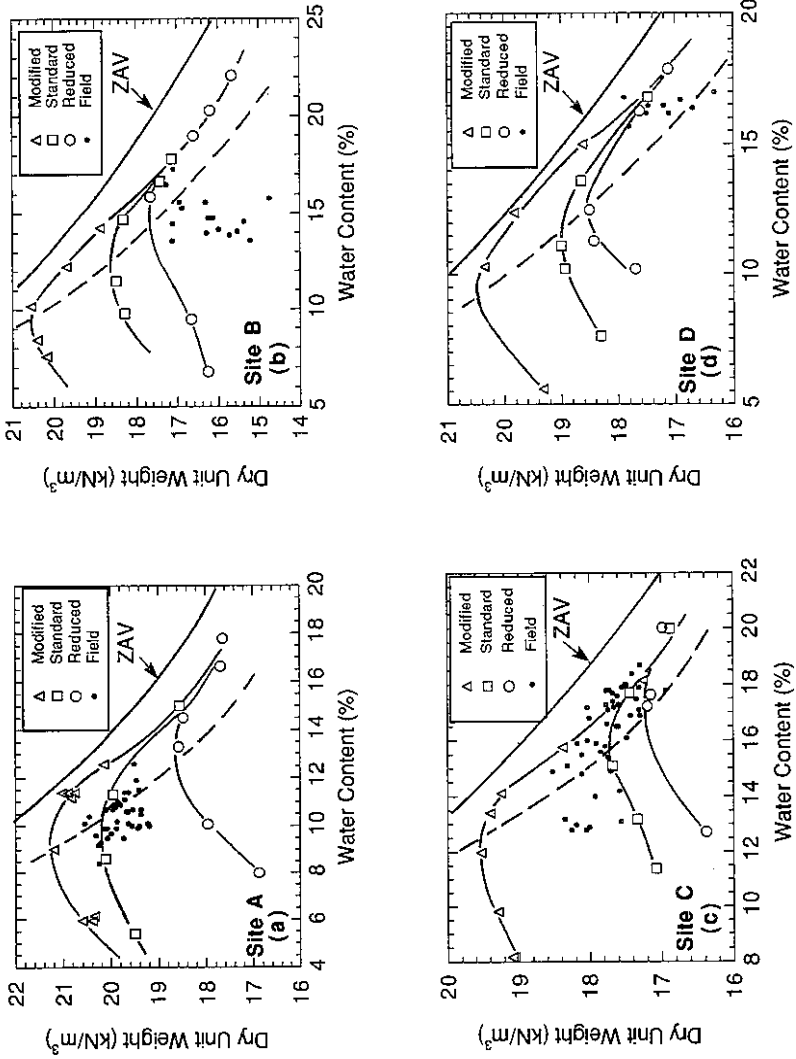 22
21
20
19
18
17
16
Dry Unit Weight (kN/m³)
Modified
Standard
Reduced
Field
ZAV
Site A
(a)
4 6 8 10 12 14 16 18 20
Water Content (%)
21
20
19
18
17
16
15
14
Dry Unit Weight (kN/m³)
Modified
Standard
Reduced
Field
ZAV
Site B
(b)
5 10 15 20 25
Water Content (%)
20
19
18
17
16
Dry Unit Weight (kN/m³)
Modified
Standard
Reduced
Field
ZAV
Site C
(c)
8 10 12 14 16 18 20 22
Water Content (%)
21
20
19
18
17
16
Dry Unit Weight (kN/m³)
Modified
Standard
Reduced
Field
ZAV
Site D
(d)
5 10 15 20
Water Content (%)